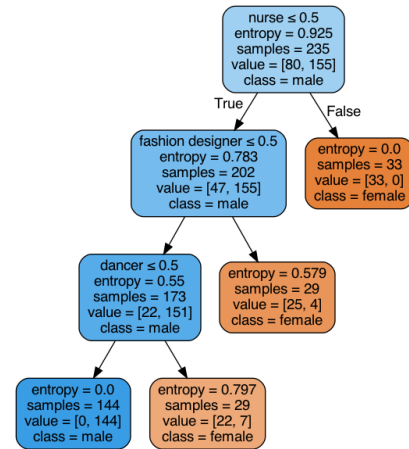 nurse ≤ 0.5
entropy = 0.925
samples = 235
value = [80, 155]
class = male
True
False
fashion designer ≤ 0.5
entropy = 0.783
samples = 202
value = [47, 155]
class = male
entropy = 0.0
samples = 33
value = [33, 0]
class = female
dancer ≤ 0.5
entropy = 0.55
samples = 173
value = [22, 151]
class = male
entropy = 0.579
samples = 29
value = [25, 4]
class = female
entropy = 0.0
samples = 144
value = [0, 144]
class = male
entropy = 0.797
samples = 29
value = [22, 7]
class = female